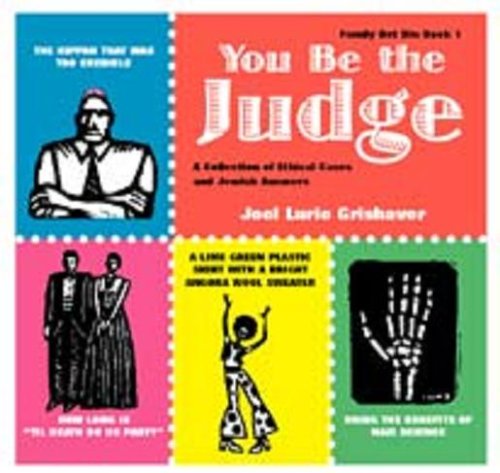 Family Bet Din Book 1
THE KIPPAH THAT WAS
TOO
You Be the
Judge
A Collection of Ethical Cases
and Jewish Answers
Joel Lurie Grishaver
A LIME GREEN PLASTIC
SKIRT WITH A BRIGHT
ANGORA WOOL SWEATER
HOW LONG IS
"'TIL DEATH DO US PART?"
USING THE BENEFITS OF
NAZI SCIENCE